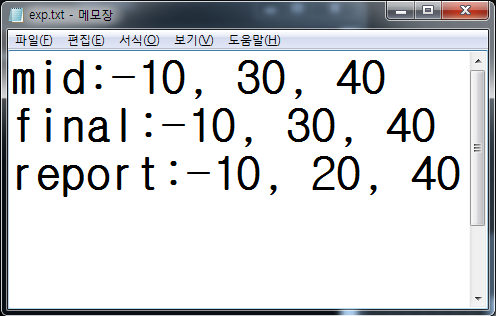 exp.txt - 메모장
파일(F) 편집(E) 서식(O) 보기(V) 도움말(H)
mid:-10, 30, 40
final:-10, 30, 40
report:-10, 20, 40